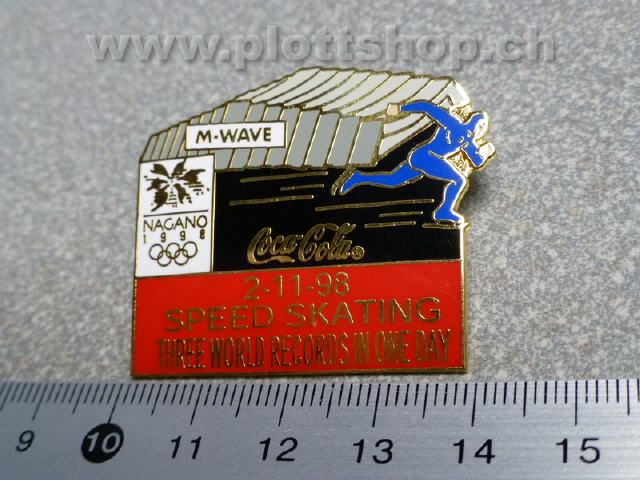 www.plottshop.ch
M·WAVE
NAGANO
1998
Coca-Cola®
2-11-98
SPEED SKATING
THREE WORLD RECORDS IN ONE DAY
9 10 11 12 13 14 15